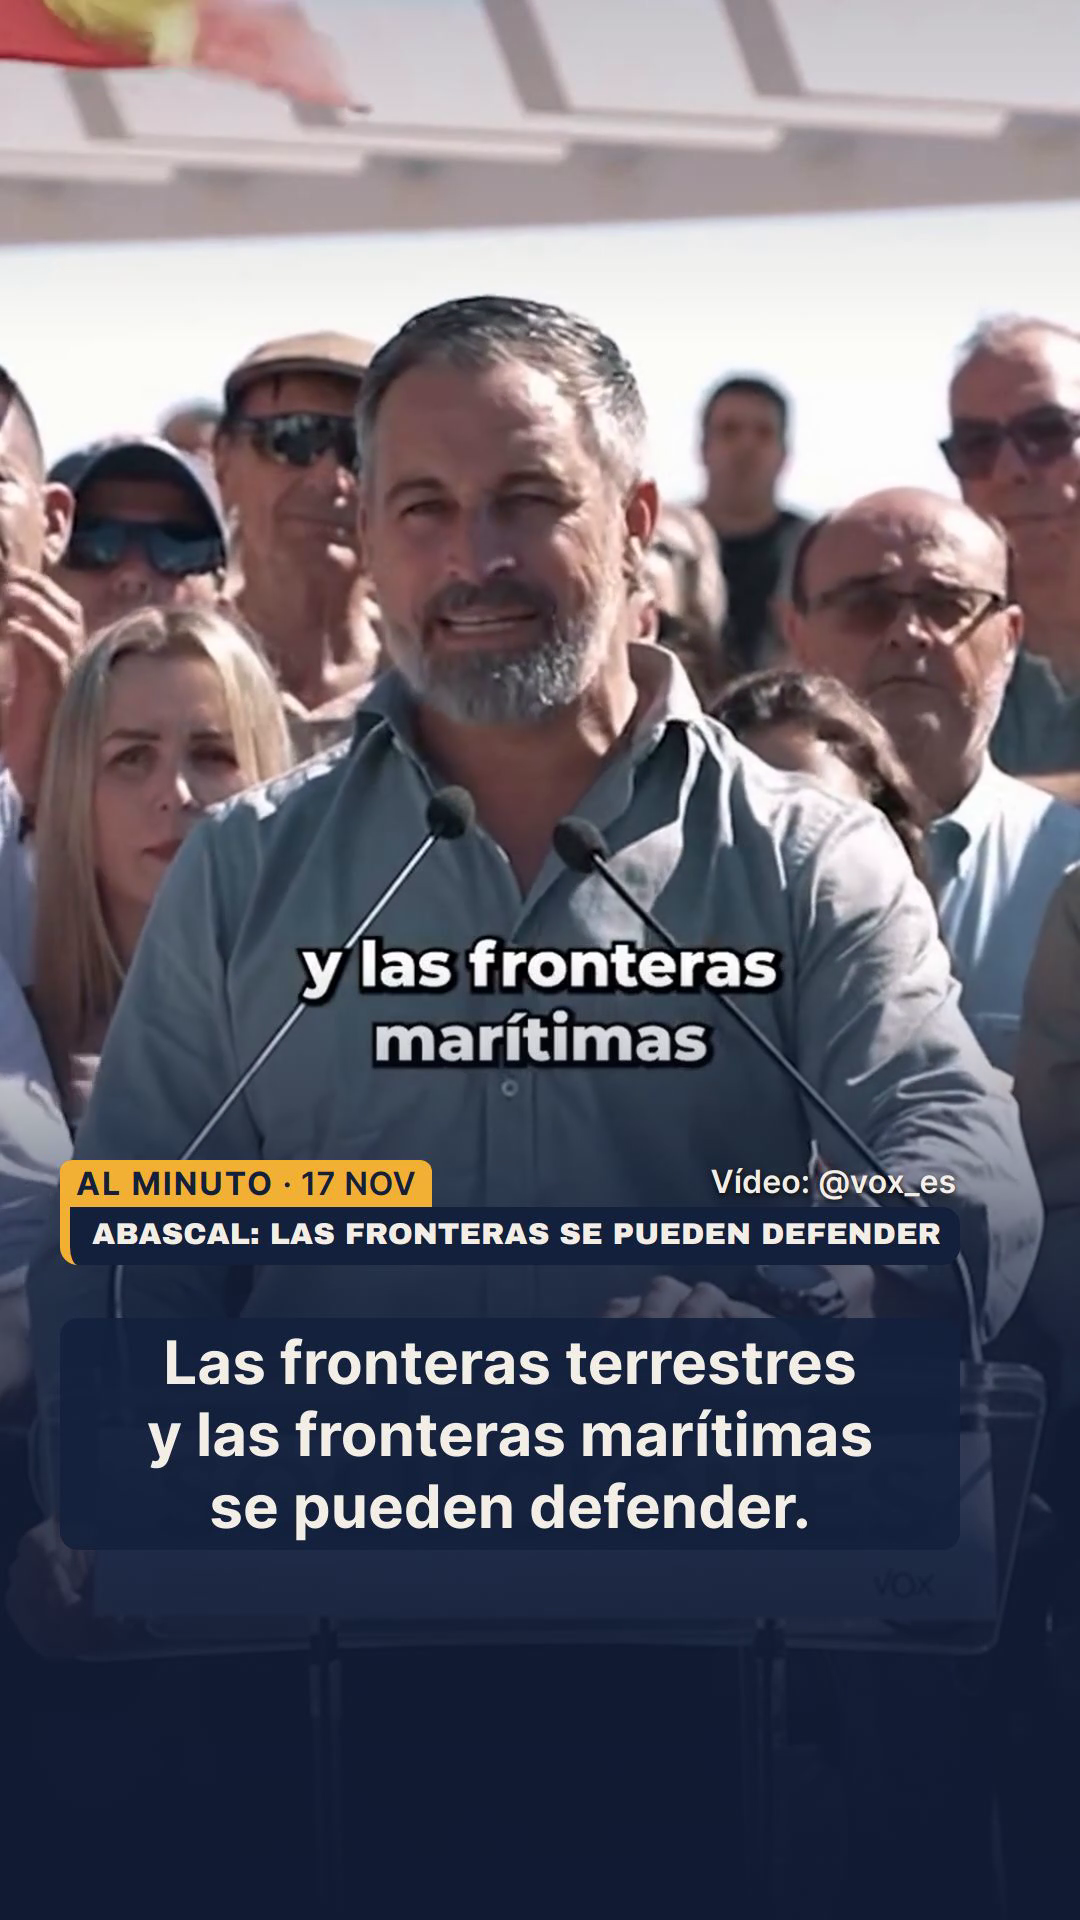 y las fronteras
marítimas
AL MINUTO · 17 NOV
Vídeo: @vox_es
ABASCAL: LAS FRONTERAS SE PUEDEN DEFENDER
Las fronteras terrestres
y las fronteras marítimas
se pueden defender.
VOX